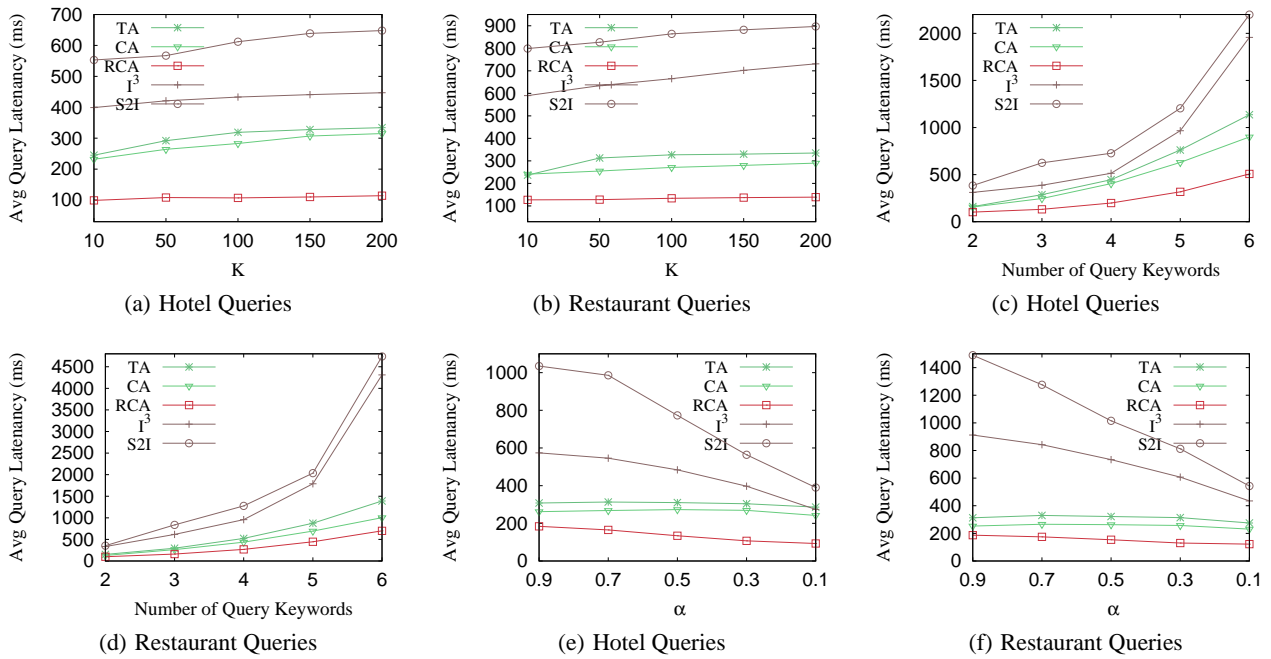 Avg Query Latenancy (ms)
700
600
500
400
300
200
100
TA
CA
RCA
I³
S2I
10
50
100
150
200
K
(a) Hotel Queries
Avg Query Latenancy (ms)
900
800
700
600
500
400
300
200
100
TA
CA
RCA
I³
S2I
10
50
100
150
200
K
(b) Restaurant Queries
Avg Query Latenancy (ms)
2000
1500
1000
500
0
TA
CA
RCA
I³
S2I
2
3
4
5
6
Number of Query Keywords
(c) Hotel Queries
Avg Query Latenancy (ms)
4500
4000
3500
3000
2500
2000
1500
1000
500
0
TA
CA
RCA
I³
S2I
2
3
4
5
6
Number of Query Keywords
(d) Restaurant Queries
Avg Query Latenancy (ms)
1000
800
600
400
200
0
TA
CA
RCA
I³
S2I
0.9
0.7
0.5
0.3
0.1
α
(e) Hotel Queries
Avg Query Latenancy (ms)
1400
1200
1000
800
600
400
200
0
TA
CA
RCA
I³
S2I
0.9
0.7
0.5
0.3
0.1
α
(f) Restaurant Queries